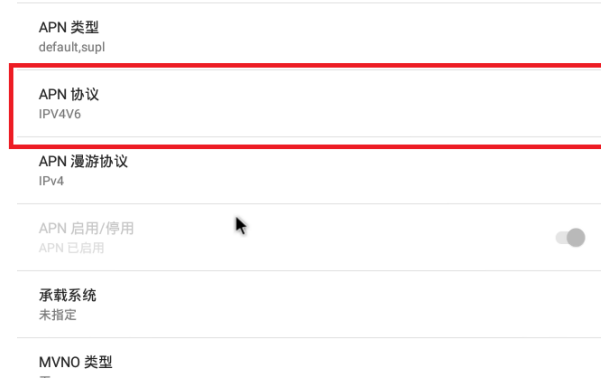 APN 类型
default,supl
APN 协议
IPV4V6
APN 漫游协议
IPv4
APN 启用/停用
APN 已启用
承载系统
未指定
MVNO 类型